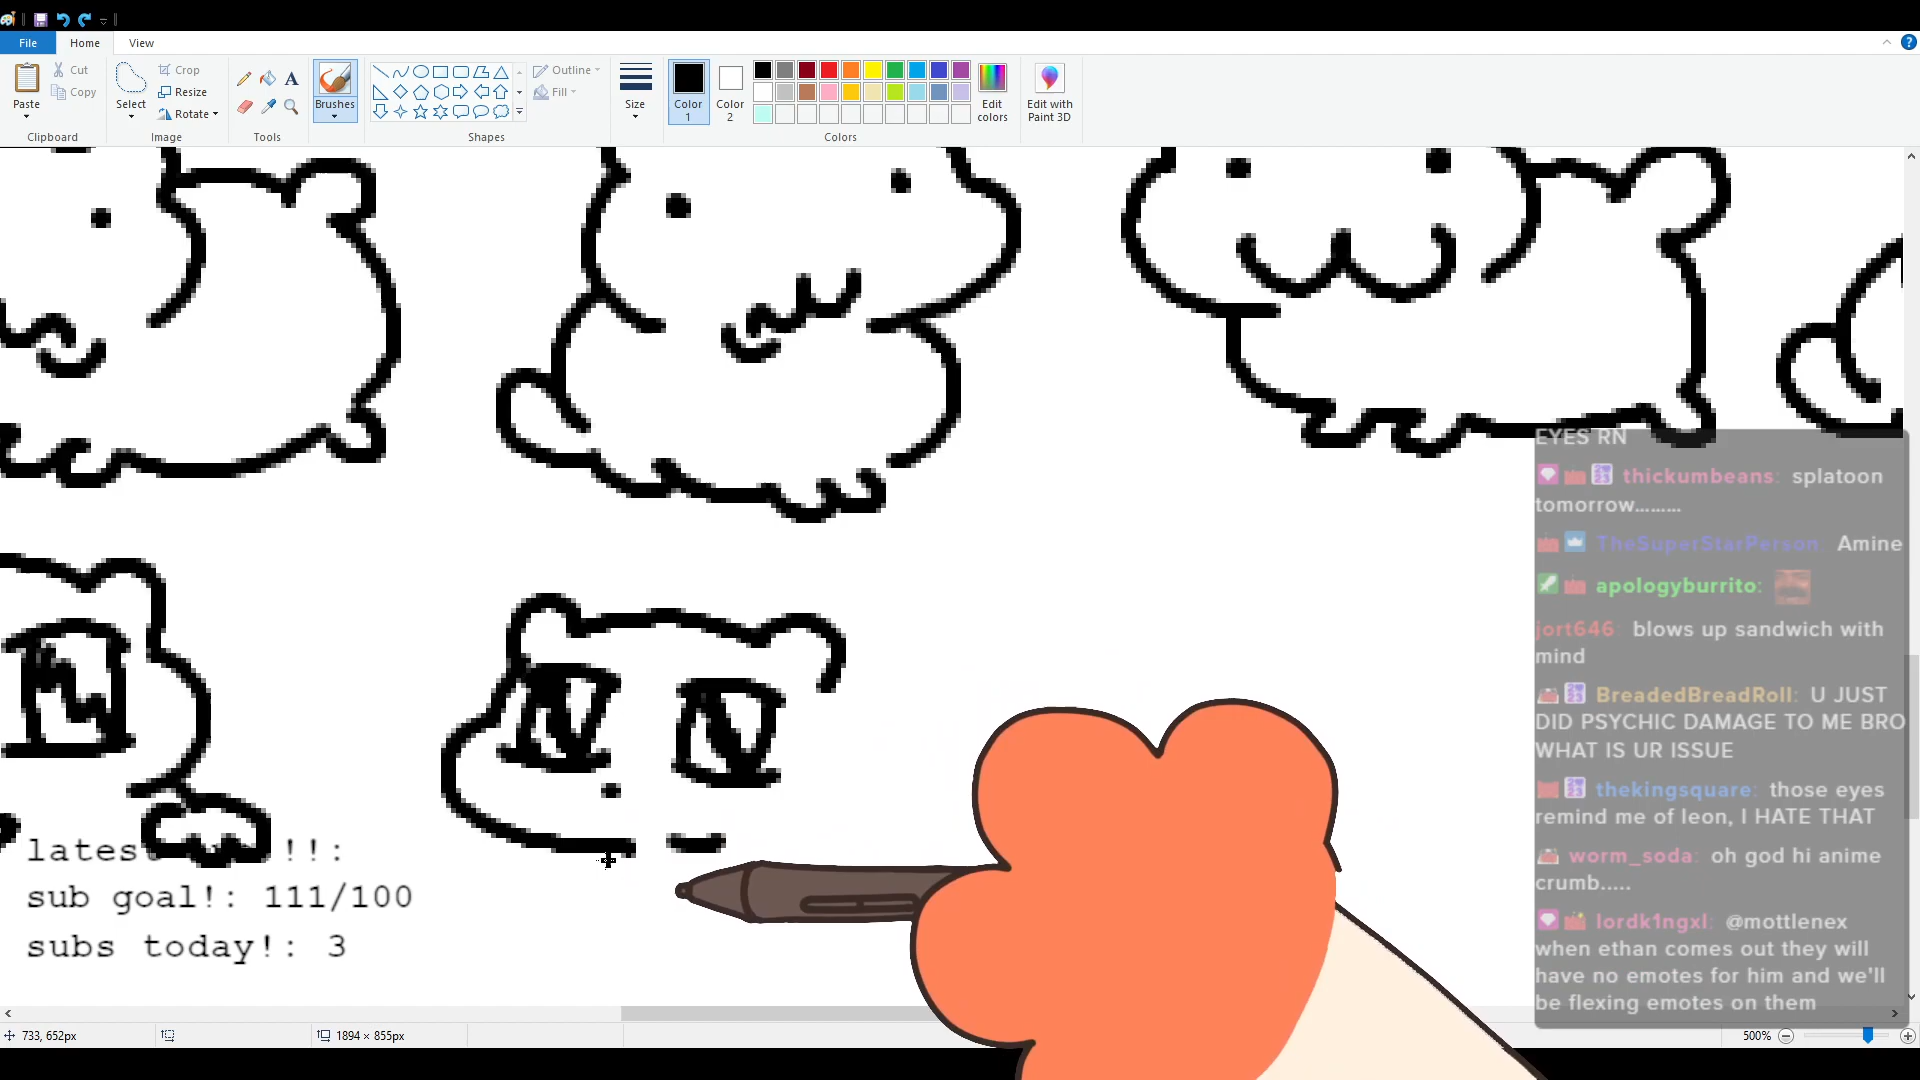 File Home View
Paste Cut Copy Clipboard
Select Crop Resize Rotate Image
A Tools
Brushes
Outline Fill Shapes
Size
Color 1 Color 2 Edit colors Colors
Edit with Paint 3D
EYES RN
thickumbeans: splatoon
tomorrow.........
TheSuperStarPerson: Amine
apologyburrito:
jort646: blows up sandwich with
mind
BreadedBreadRoll: U JUST
DID PSYCHIC DAMAGE TO ME BRO
WHAT IS UR ISSUE
thekingsquare: those eyes
remind me of leon, I HATE THAT
worm_soda: oh god hi anime
crumb.....
lordk1ngxl: @mottlenex
when ethan comes out they will
have no emotes for him and we'll
be flexing emotes on them
latest !!:
sub goal!: 111/100
subs today!: 3
733, 652px 1894 × 855px 500%